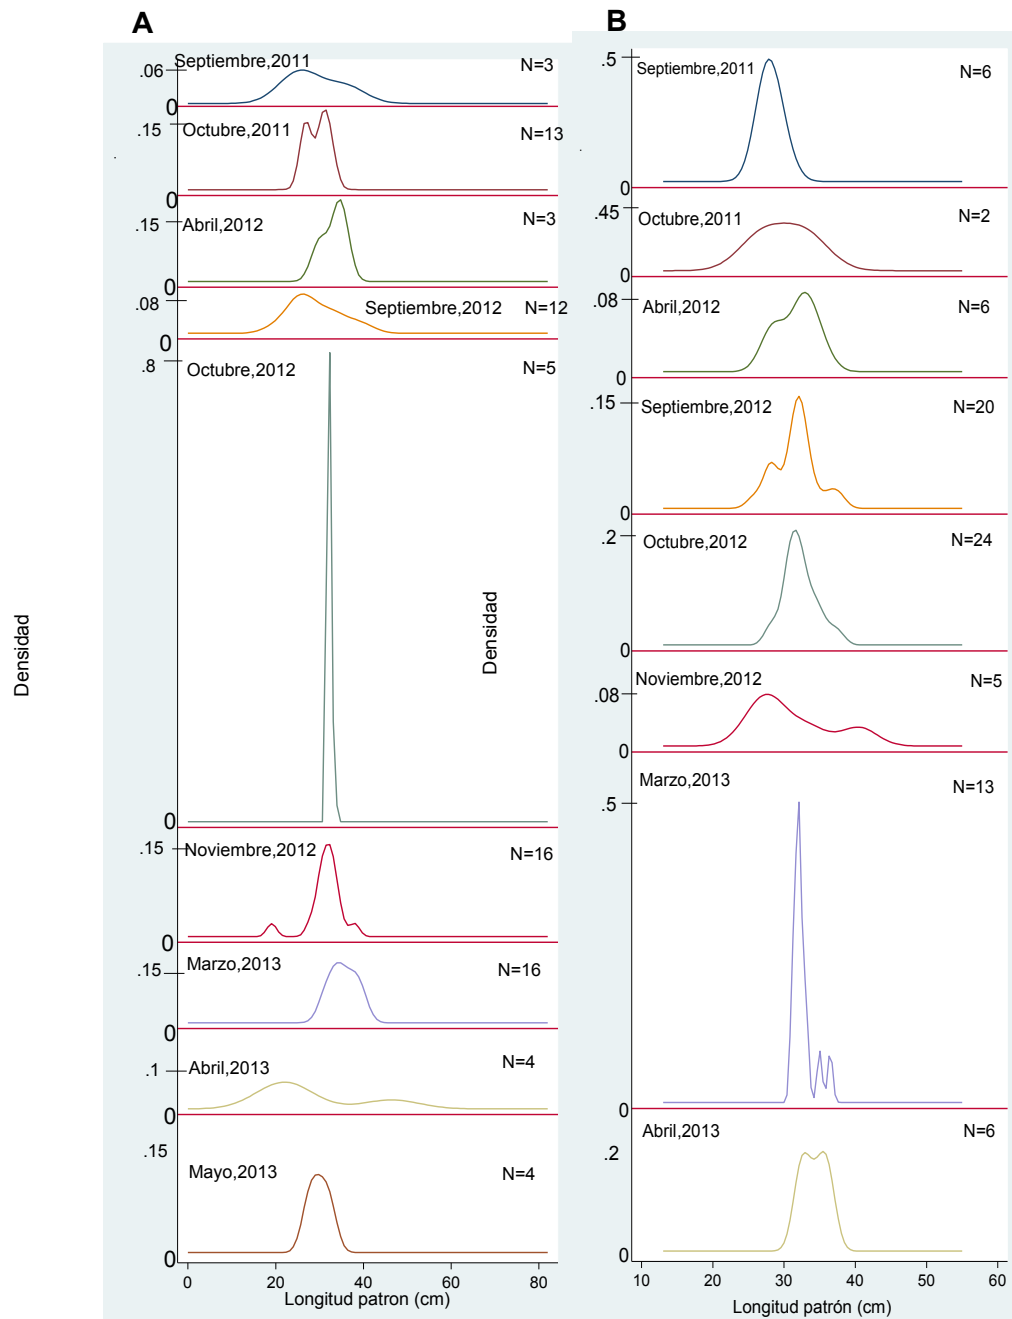 A
Septiembre,2011
N=3
.06
0
Octubre,2011
N=13
.15
0
Abril,2012
N=3
.15
0
Septiembre,2012
N=12
.08
0
Octubre,2012
N=5
.8
0
Noviembre,2012
N=16
.15
0
Marzo,2013
N=16
.15
0
Abril,2013
N=4
.1
0
Mayo,2013
N=4
.15
0
0 20 40 60 80
Longitud patron (cm)
Densidad
B
Septiembre,2011
N=6
.5
0
Octubre,2011
N=2
.45
0
Abril,2012
N=6
.08
0
Septiembre,2012
N=20
.15
0
Octubre,2012
N=24
.2
0
Noviembre,2012
N=5
.08
0
Marzo,2013
N=13
.5
0
Abril,2013
N=6
.2
0
10 20 30 40 50 60
Longitud patrón (cm)
Densidad